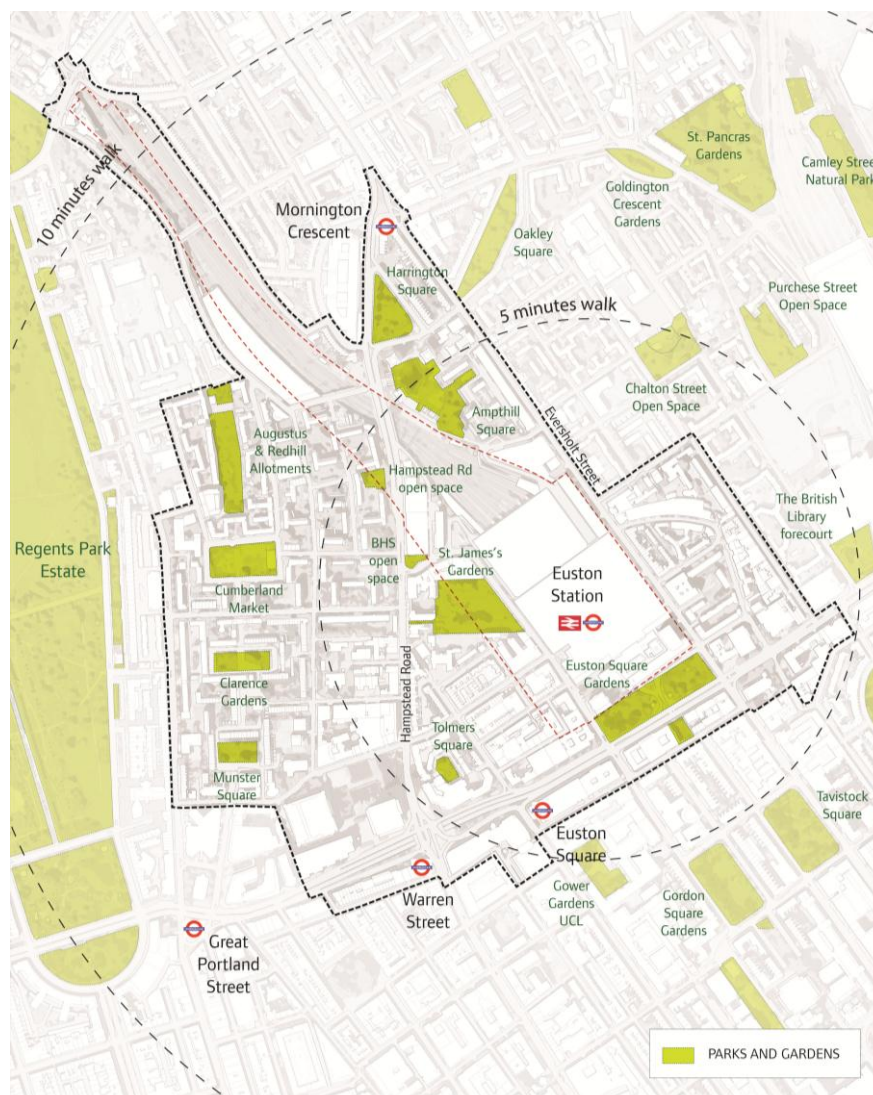 St. Pancras
Gardens
Camley Stree
Natural Park
10 minutes walk
Goldington
Crescent
Gardens
Mornington
Crescent
Oakley
Square
Harrington
Square
Purchese Street
Open Space
5 minutes walk
Chalton Street
Open Space
Ampthill
Square
Eversholt Street
Augustus
& Redhill
Allotments
Hampstead Rd
open space
The British
Library
forecourt
Regents Park
Estate
BHS
open
space
St. James's
Gardens
Euston
Station
Cumberland
Market
Hampstead Road
Euston Square
Gardens
Clarence
Gardens
Tolmers
Square
Munster
Square
Tavistock
Square
Euston
Square
Gower
Gardens
UCL
Gordon
Square
Gardens
Warren
Street
Great
Portland
Street
PARKS AND GARDENS